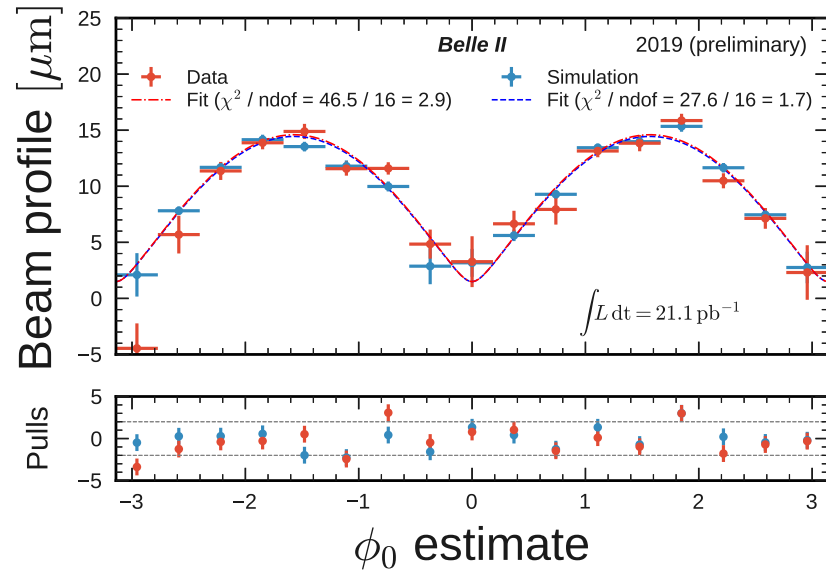 Belle II 2019 (preliminary)
Data
Fit (χ² / ndof = 46.5 / 16 = 2.9)
Simulation
Fit (χ² / ndof = 27.6 / 16 = 1.7)
Beam profile [μm]
25
20
15
10
5
0
−5
∫L dt = 21.1 pb⁻¹
Pulls
5
0
−5
−3 −2 −1 0 1 2 3
ϕ₀ estimate